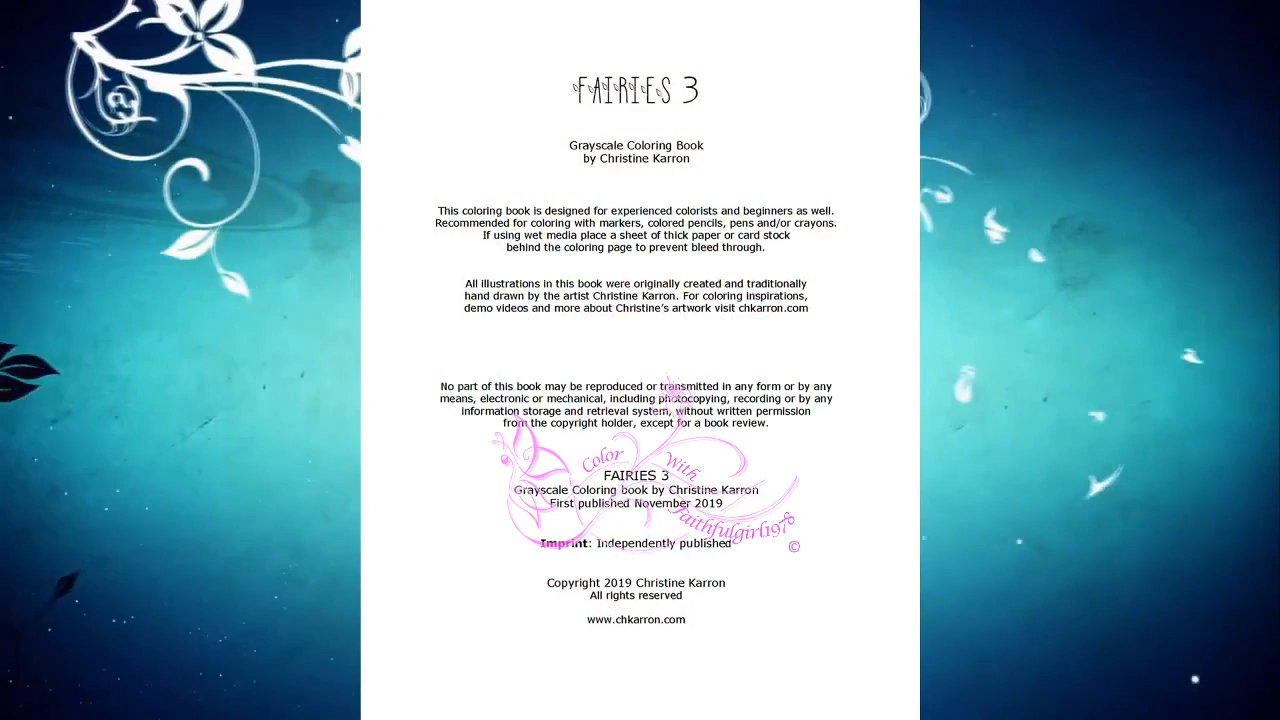 FAIRIES 3
Grayscale Coloring Book
by Christine Karron
This coloring book is designed for experienced colorists and beginners as well.
Recommended for coloring with markers, colored pencils, pens and/or crayons.
If using wet media place a sheet of thick paper or card stock
behind the coloring page to prevent bleed through.
All illustrations in this book were originally created and traditionally
hand drawn by the artist Christine Karron. For coloring inspirations,
demo videos and more about Christine's artwork visit chkarron.com
No part of this book may be reproduced or transmitted in any form or by any
means, electronic or mechanical, including photocopying, recording or by any
information storage and retrieval system, without written permission
from the copyright holder, except for a book review.
Color With
Faithfulgirl1978
©
FAIRIES 3
Grayscale Coloring book by Christine Karron
First published November 2019
Imprint: Independently published
Copyright 2019 Christine Karron
All rights reserved
www.chkarron.com